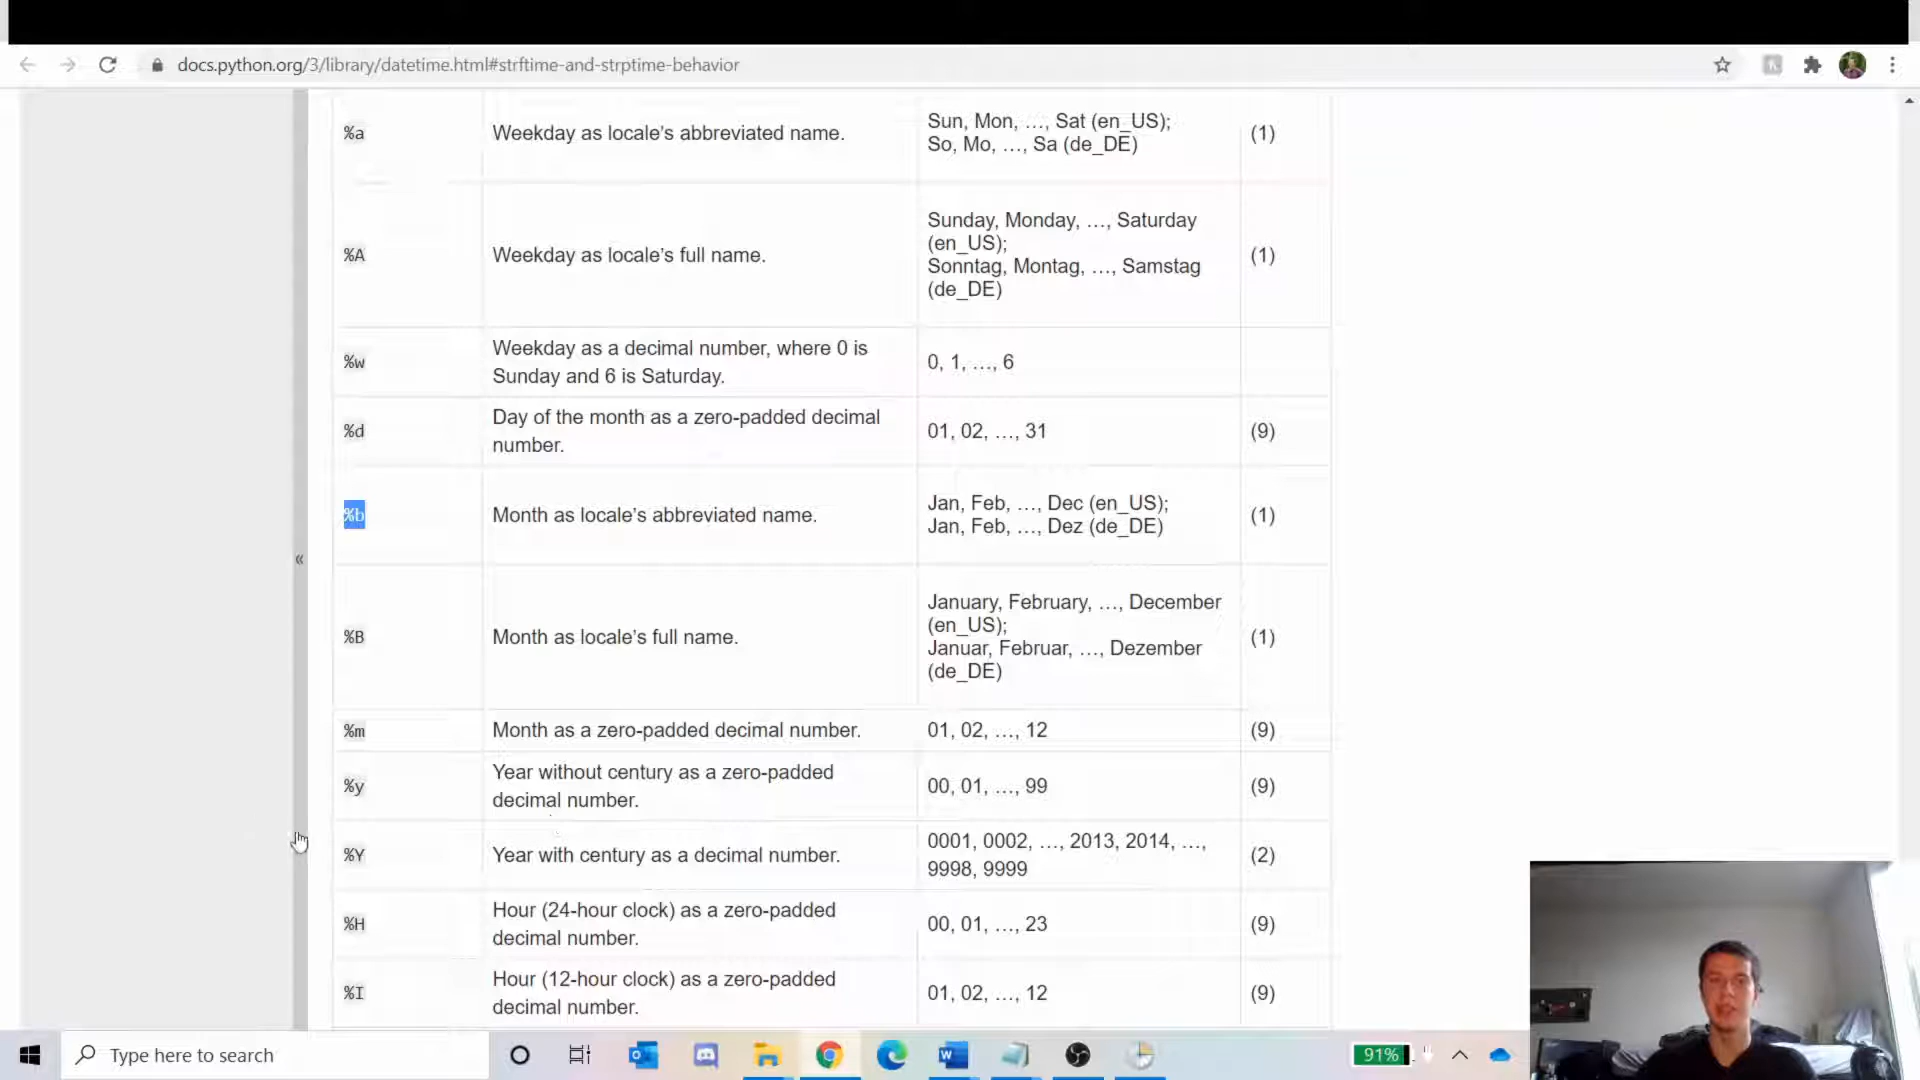 docs.python.org/3/library/datetime.html#strftime-and-strptime-behavior
%a
Weekday as locale’s abbreviated name.
Sun, Mon, …, Sat (en_US);
So, Mo, …, Sa (de_DE)
(1)
%A
Weekday as locale’s full name.
Sunday, Monday, …, Saturday
(en_US);
Sonntag, Montag, …, Samstag
(de_DE)
(1)
%w
Weekday as a decimal number, where 0 is
Sunday and 6 is Saturday.
0, 1, …, 6
%d
Day of the month as a zero-padded decimal
number.
01, 02, …, 31
(9)
%b
Month as locale’s abbreviated name.
Jan, Feb, …, Dec (en_US);
Jan, Feb, …, Dez (de_DE)
(1)
«
%B
Month as locale’s full name.
January, February, …, December
(en_US);
Januar, Februar, …, Dezember
(de_DE)
(1)
%m
Month as a zero-padded decimal number.
01, 02, …, 12
(9)
%y
Year without century as a zero-padded
decimal number.
00, 01, …, 99
(9)
%Y
Year with century as a decimal number.
0001, 0002, …, 2013, 2014, …,
9998, 9999
(2)
%H
Hour (24-hour clock) as a zero-padded
decimal number.
00, 01, …, 23
(9)
%I
Hour (12-hour clock) as a zero-padded
decimal number.
01, 02, …, 12
(9)
Type here to search
91%